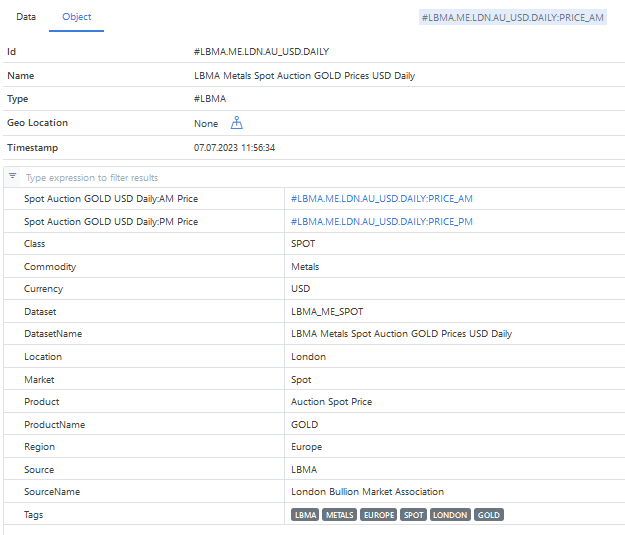 Data Object #LBMA.ME.LDN.AU_USD.DAILY:PRICE_AM
Id #LBMA.ME.LDN.AU_USD.DAILY
Name LBMA Metals Spot Auction GOLD Prices USD Daily
Type #LBMA
Geo Location None
Timestamp 07.07.2023 11:56:34
Type expression to filter results
Spot Auction GOLD USD Daily:AM Price #LBMA.ME.LDN.AU_USD.DAILY:PRICE_AM
Spot Auction GOLD USD Daily:PM Price #LBMA.ME.LDN.AU_USD.DAILY:PRICE_PM
Class SPOT
Commodity Metals
Currency USD
Dataset LBMA_ME_SPOT
DatasetName LBMA Metals Spot Auction GOLD Prices USD Daily
Location London
Market Spot
Product Auction Spot Price
ProductName GOLD
Region Europe
Source LBMA
SourceName London Bullion Market Association
Tags LBMA METALS EUROPE SPOT LONDON GOLD